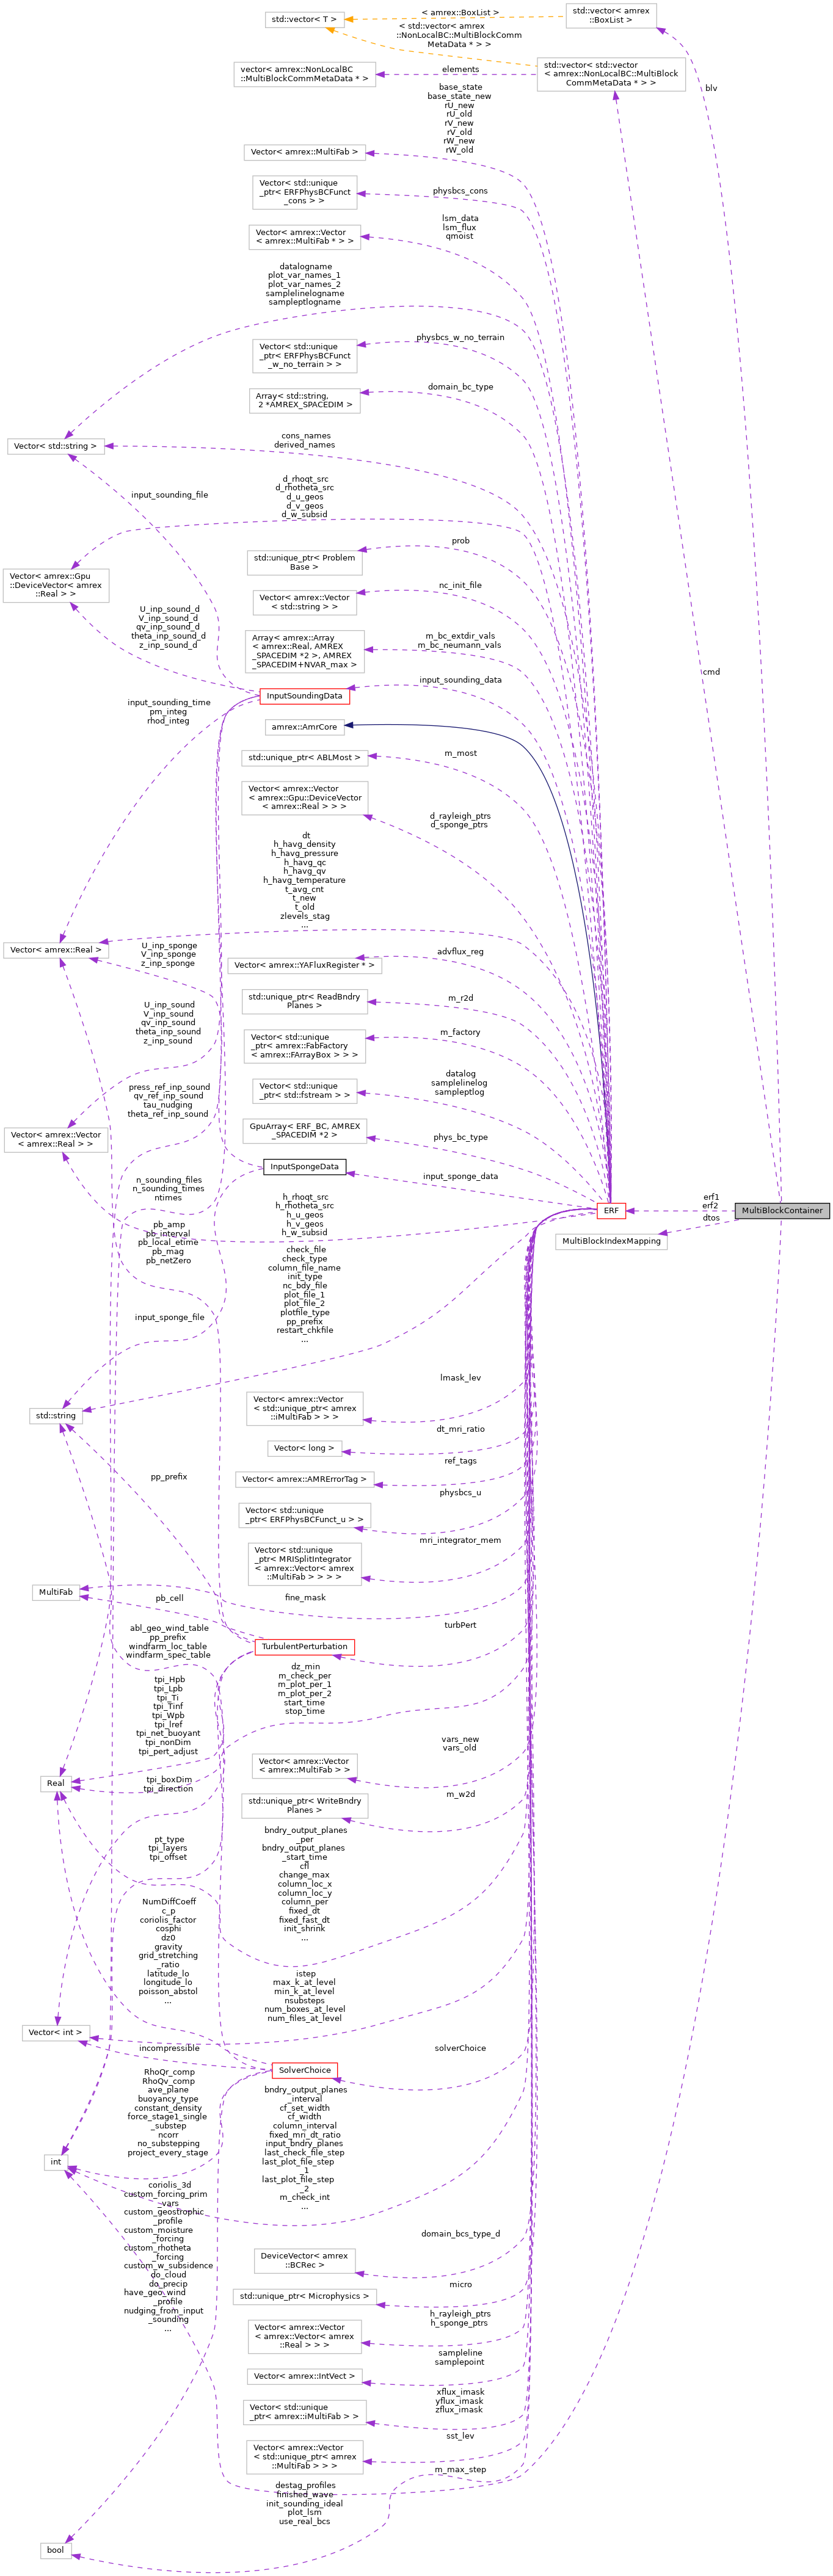 std::vector< T >
< amrex::BoxList >
std::vector< amrex
::BoxList >
< std::vector< amrex
::NonLocalBC::MultiBlockComm
MetaData * > >
vector< amrex::NonLocalBC
::MultiBlockCommMetaData * >
elements
std::vector< std::vector
< amrex::NonLocalBC::MultiBlock
CommMetaData * > >
blv
base_state
base_state_new
rU_new
rU_old
rV_new
rV_old
rW_new
rW_old
Vector< amrex::MultiFab >
Vector< std::unique
_ptr< ERFPhysBCFunct
_cons > >
physbcs_cons
Vector< amrex::Vector
< amrex::MultiFab * > >
lsm_data
lsm_flux
qmoist
datalogname
plot_var_names_1
plot_var_names_2
samplelinelogname
sampleptlogname
Vector< std::unique
_ptr< ERFPhysBCFunct
_w_no_terrain > >
physbcs_w_no_terrain
Array< std::string,
2 *AMREX_SPACEDIM >
domain_bc_type
Vector< std::string >
cons_names
derived_names
input_sounding_file
d_rhoqt_src
d_rhotheta_src
d_u_geos
d_v_geos
d_w_subsid
prob
std::unique_ptr< Problem
Base >
Vector< amrex::Gpu
::DeviceVector< amrex
::Real > >
Vector< amrex::Vector
< std::string > >
nc_init_file
U_inp_sound_d
V_inp_sound_d
qv_inp_sound_d
theta_inp_sound_d
z_inp_sound_d
Array< amrex::Array
< amrex::Real, AMREX
_SPACEDIM *2 >, AMREX
_SPACEDIM+NVAR_max >
m_bc_extdir_vals
m_bc_neumann_vals
cmd
input_sounding_data
InputSoundingData
input_sounding_time
pm_integ
rhod_integ
amrex::AmrCore
std::unique_ptr< ABLMost >
m_most
Vector< amrex::Vector
< amrex::Gpu::DeviceVector
< amrex::Real > > >
d_rayleigh_ptrs
d_sponge_ptrs
dt
h_havg_density
h_havg_pressure
h_havg_qc
h_havg_qv
h_havg_temperature
t_avg_cnt
t_new
t_old
zlevels_stag
...
Vector< amrex::Real >
U_inp_sponge
V_inp_sponge
z_inp_sponge
Vector< amrex::YAFluxRegister * >
advflux_reg
std::unique_ptr< ReadBndry
Planes >
m_r2d
U_inp_sound
V_inp_sound
qv_inp_sound
theta_inp_sound
z_inp_sound
Vector< std::unique
_ptr< amrex::FabFactory
< amrex::FArrayBox > > >
m_factory
press_ref_inp_sound
qv_ref_inp_sound
tau_nudging
theta_ref_inp_sound
Vector< std::unique
_ptr< std::fstream > >
datalog
samplelinelog
sampleptlog
Vector< amrex::Vector
< amrex::Real > >
GpuArray< ERF_BC, AMREX
_SPACEDIM *2 >
phys_bc_type
InputSpongeData
input_sponge_data
n_sounding_files
n_sounding_times
ntimes
h_rhoqt_src
h_rhotheta_src
h_u_geos
h_v_geos
h_w_subsid
ERF
erf1
erf2
MultiBlockContainer
dtos
MultiBlockIndexMapping
pb_amp
pb_interval
pb_local_etime
pb_mag
pb_netZero
check_file
check_type
column_file_name
init_type
nc_bdy_file
plot_file_1
plot_file_2
plotfile_type
pp_prefix
restart_chkfile
...
input_sponge_file
std::string
Vector< amrex::Vector
< std::unique_ptr< amrex
::iMultiFab > > >
lmask_lev
Vector< long >
dt_mri_ratio
Vector< amrex::AMRErrorTag >
ref_tags
pp_prefix
Vector< std::unique
_ptr< ERFPhysBCFunct_u > >
physbcs_u
Vector< std::unique
_ptr< MRISplitIntegrator
< amrex::Vector< amrex
::MultiFab > > > >
mri_integrator_mem
MultiFab
pb_cell
fine_mask
turbPert
TurbulentPerturbation
abl_geo_wind_table
pp_prefix
windfarm_loc_table
windfarm_spec_table
dz_min
m_check_per
m_plot_per_1
m_plot_per_2
start_time
stop_time
tpi_Hpb
tpi_Lpb
tpi_Ti
tpi_Tinf
tpi_Wpb
tpi_lref
tpi_net_buoyant
tpi_nonDim
tpi_pert_adjust
Vector< amrex::Vector
< amrex::MultiFab > >
vars_new
vars_old
Real
tpi_boxDim
tpi_direction
std::unique_ptr< WriteBndry
Planes >
m_w2d
pt_type
tpi_layers
tpi_offset
bndry_output_planes
_per
bndry_output_planes
_start_time
cfl
change_max
column_loc_x
column_loc_y
column_per
fixed_dt
fixed_fast_dt
init_shrink
...
NumDiffCoeff
c_p
coriolis_factor
cosphi
dz0
gravity
grid_stretching
_ratio
latitude_lo
longitude_lo
poisson_abstol
...
istep
max_k_at_level
min_k_at_level
nsubsteps
num_boxes_at_level
num_files_at_level
Vector< int >
incompressible
SolverChoice
solverChoice
RhoQr_comp
RhoQv_comp
ave_plane
buoyancy_type
constant_density
force_stage1_single
_substep
ncorr
no_substepping
project_every_stage
bndry_output_planes
_interval
cf_set_width
cf_width
column_interval
fixed_mri_dt_ratio
input_bndry_planes
last_check_file_step
last_plot_file_step
_1
last_plot_file_step
_2
m_check_int
...
int
coriolis_3d
custom_forcing_prim
_vars
custom_geostrophic
_profile
custom_moisture
_forcing
custom_rhotheta
_forcing
custom_w_subsidence
do_cloud
do_precip
have_geo_wind
_profile
nudging_from_input
_sounding
...
DeviceVector< amrex
::BCRec >
domain_bcs_type_d
std::unique_ptr< Microphysics >
micro
Vector< amrex::Vector
< amrex::Vector< amrex
::Real > > >
h_rayleigh_ptrs
h_sponge_ptrs
Vector< amrex::IntVect >
sampleline
samplepoint
Vector< std::unique
_ptr< amrex::iMultiFab > >
xflux_imask
yflux_imask
zflux_imask
Vector< amrex::Vector
< std::unique_ptr< amrex
::MultiFab > > >
sst_lev
m_max_step
destag_profiles
finished_wave
init_sounding_ideal
plot_lsm
use_real_bcs
bool